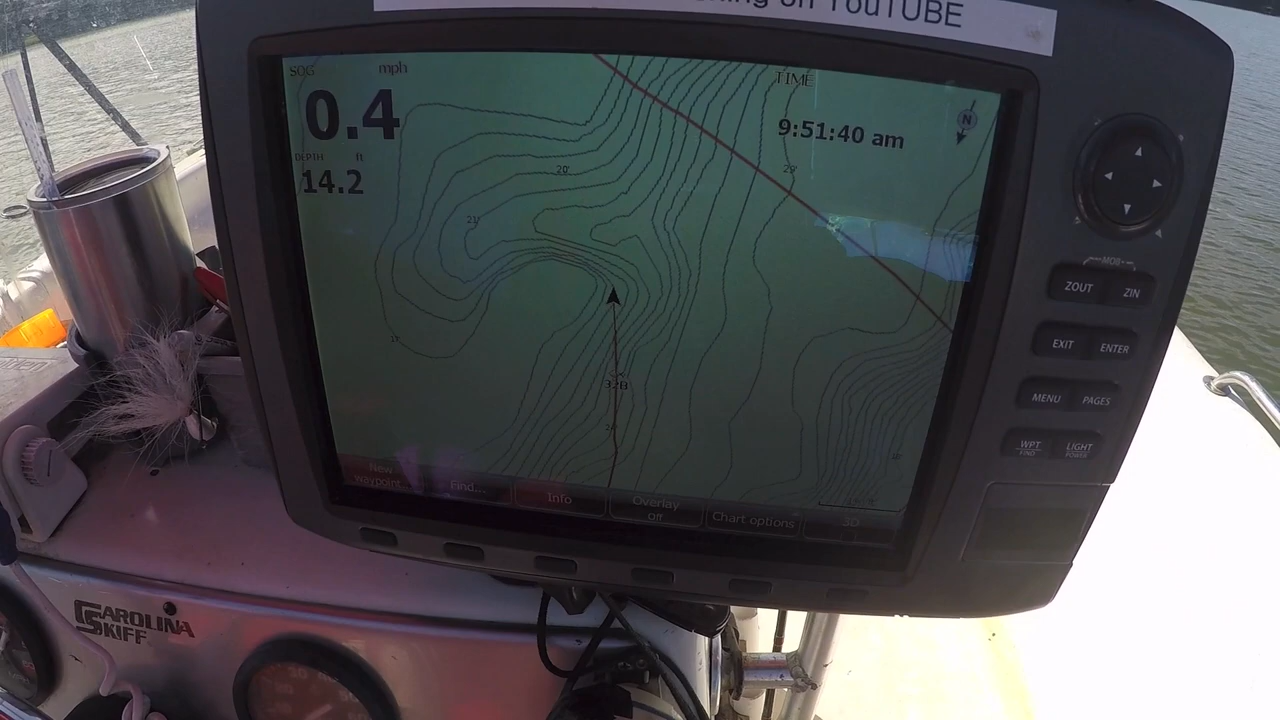 on YouTUBE
SOG mph
0.4
DEPTH ft
14.2
TIME
9:51:40 am
N
20'
21'
MOB
ZOUT ZIN
EXIT ENTER
MENU PAGES
WPT FIND
LIGHT POWER
New waypoint
Find...
Info
Overlay Off
Chart options
3D
CAROLINA
SKIFF